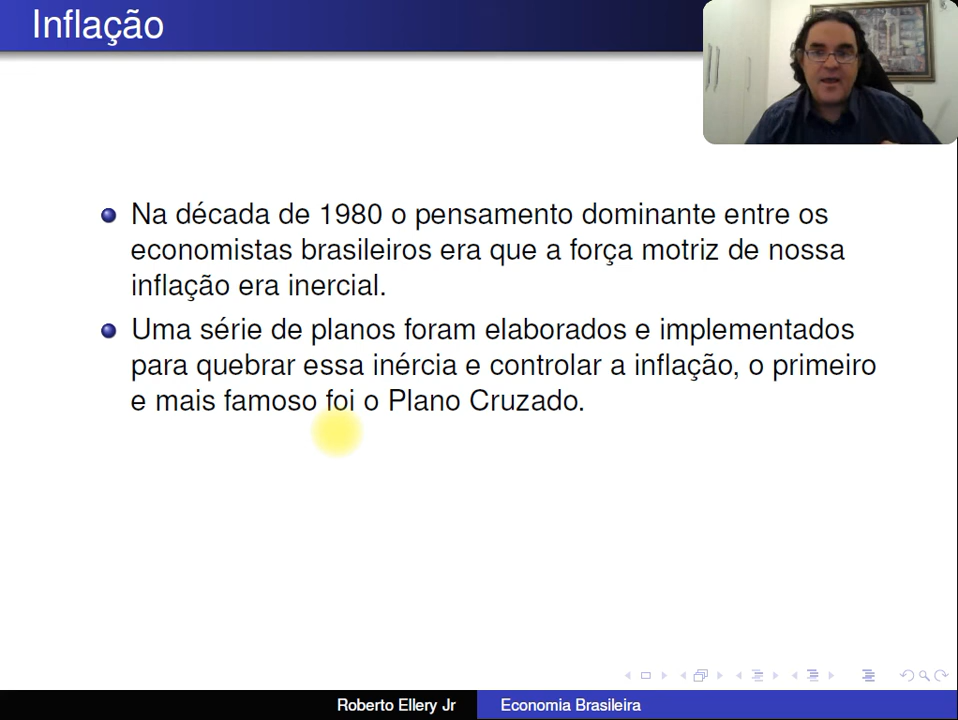 Inflação
Na década de 1980 o pensamento dominante entre os
economistas brasileiros era que a força motriz de nossa
inflação era inercial.
Uma série de planos foram elaborados e implementados
para quebrar essa inércia e controlar a inflação, o primeiro
e mais famoso foi o Plano Cruzado.
Roberto Ellery Jr
Economia Brasileira